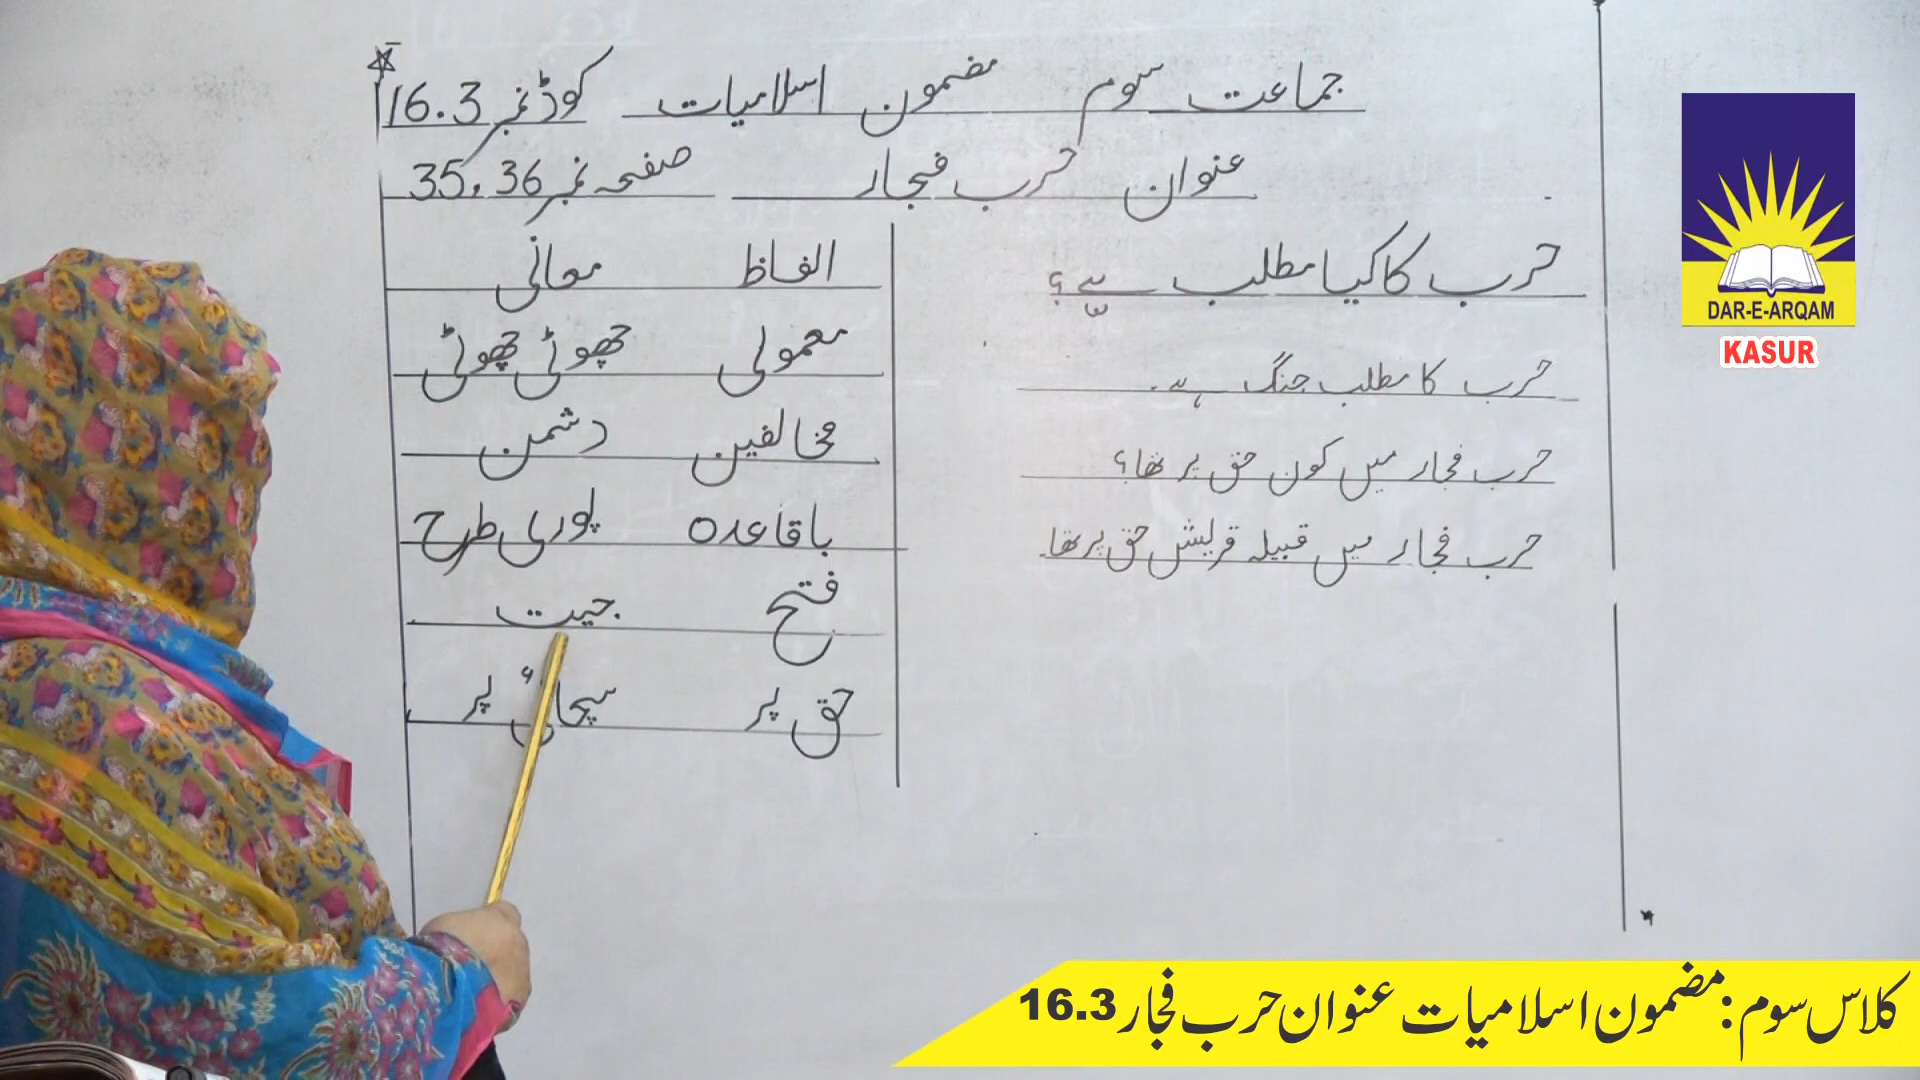 جماعت سوم مضمون اسلامیات کوڈ نمبر 16.3
عنوان حرب فجار صفحہ نمبر 35,36
حرب کا کیا مطلب ہے؟
حرب کا مطلب جنگ ہے۔
حرب فجار میں کون حق پر تھا؟
حرب فجار میں قبیلہ قریش حق پر تھا۔
الفاظ معانی
معمولی چھوٹی چھوٹی
مخالفین دشمن
باقاعدہ پوری طرح
فتح جیت
حق پر سچائی پر
DAR-E-ARQAM
KASUR
کلاس سوم: مضمون اسلامیات عنوان حرب فجار 16.3